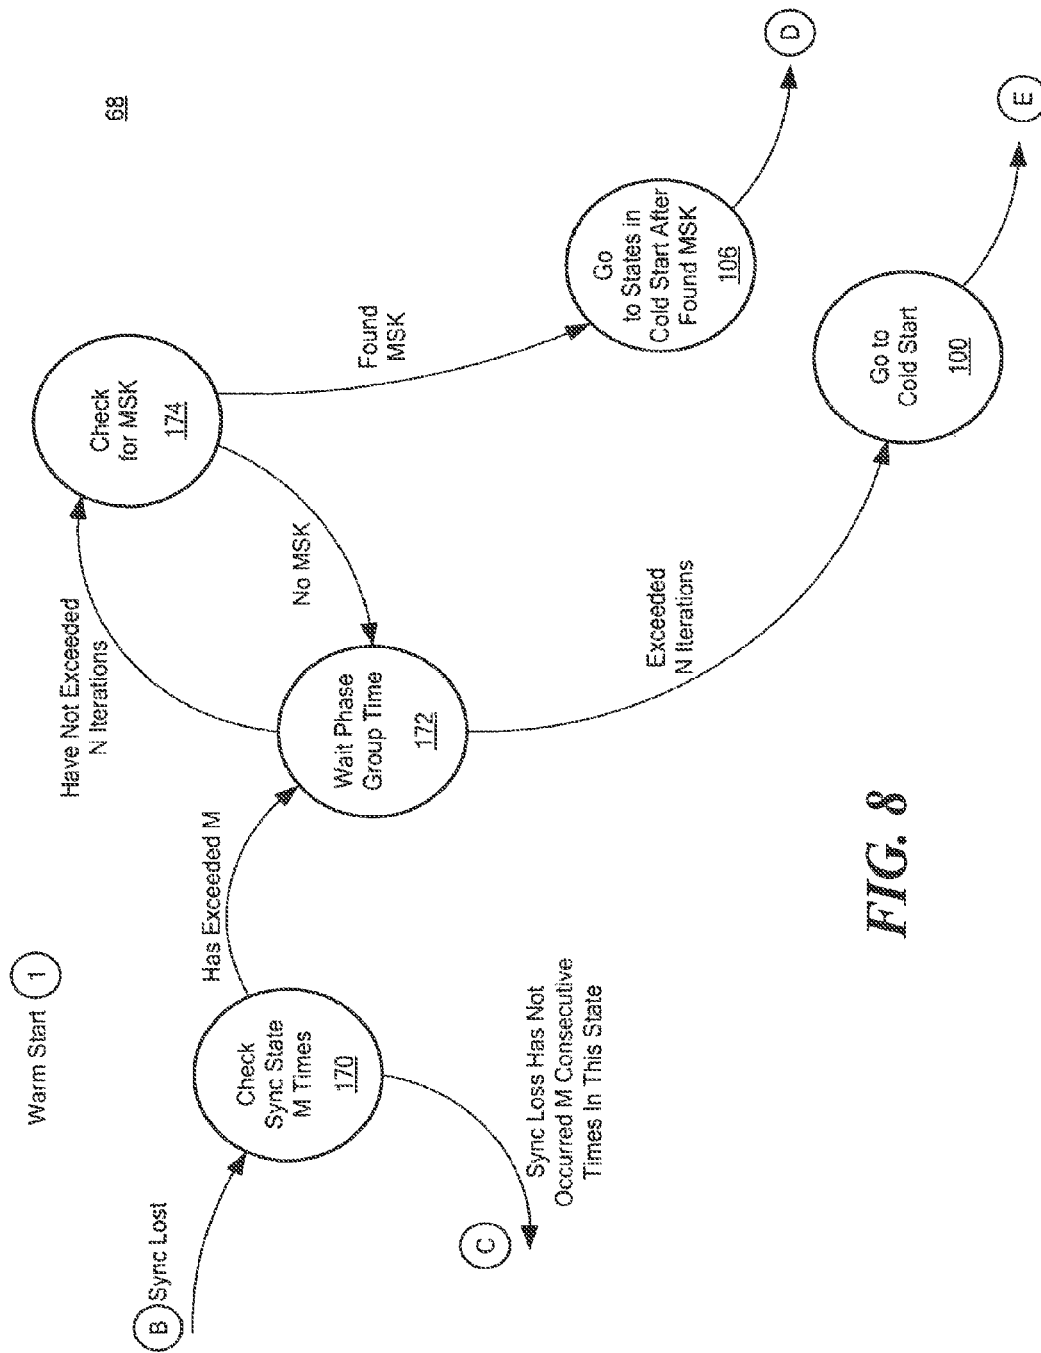 68
Warm Start
1
B
Sync Lost
Check
Sync State
M Times
170
C
Sync Loss Has Not
Occurred M Consecutive
Times In This State
Has Exceeded M
Wait Phase
Group Time
172
Have Not Exceeded
N Iterations
No MSK
Check
for MSK
174
Found
MSK
Go
to States in
Cold Start After
Found MSK
106
D
Exceeded
N Iterations
Go to
Cold Start
100
E
FIG. 8